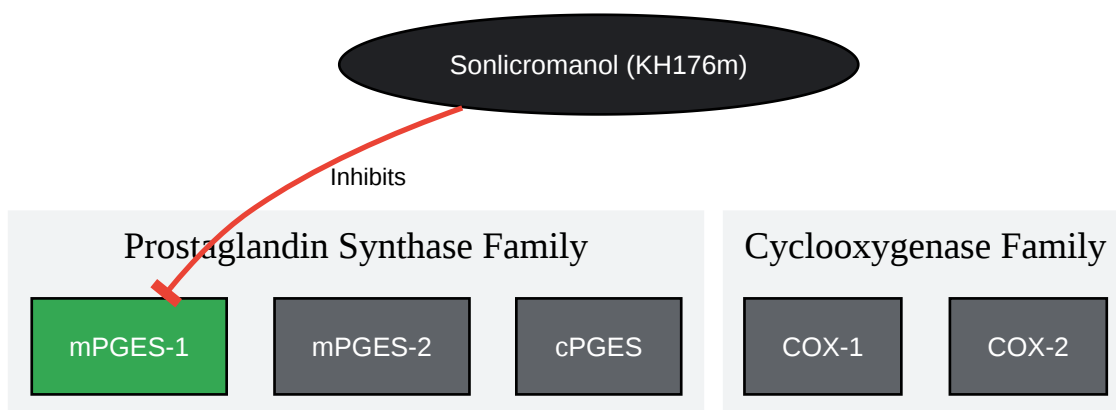 Sonlicromanol (KH176m)
Inhibits
Prostaglandin Synthase Family
Cyclooxygenase Family
mPGES-1
mPGES-2
cPGES
COX-1
COX-2